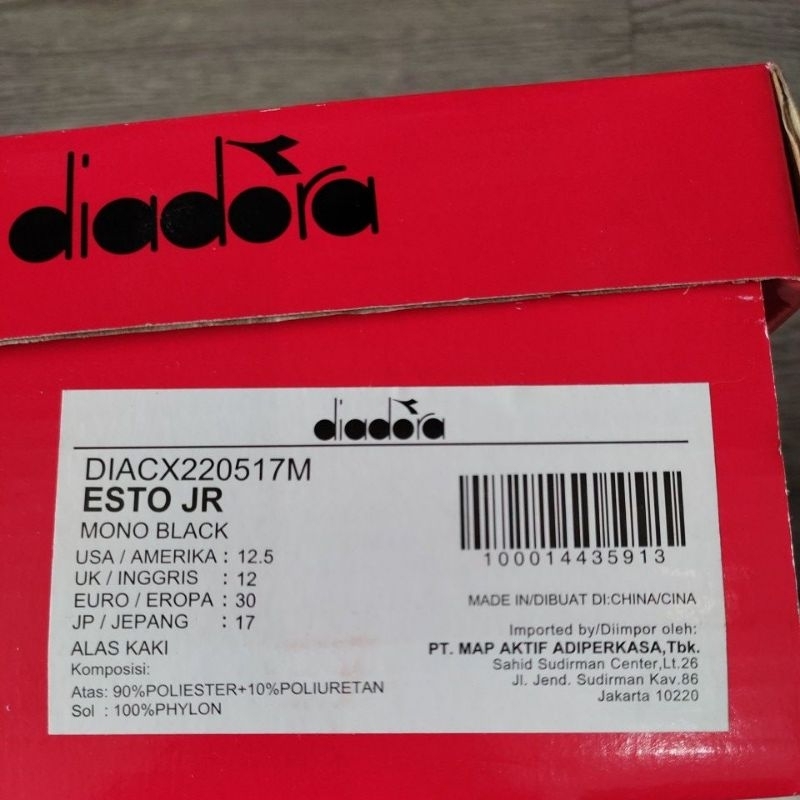 diadora
diadora
DIACX220517M
ESTO JR
MONO BLACK
USA / AMERIKA : 12.5
UK / INGGRIS : 12
EURO / EROPA : 30
JP / JEPANG : 17
ALAS KAKI
Komposisi:
Atas: 90%POLIESTER+10%POLIURETAN
Sol : 100%PHYLON
100014435913
MADE IN/DIBUAT DI:CHINA/CINA
Imported by/Diimpor oleh:
PT. MAP AKTIF ADIPERKASA,Tbk.
Sahid Sudirman Center,Lt.26
Jl. Jend. Sudirman Kav.86
Jakarta 10220